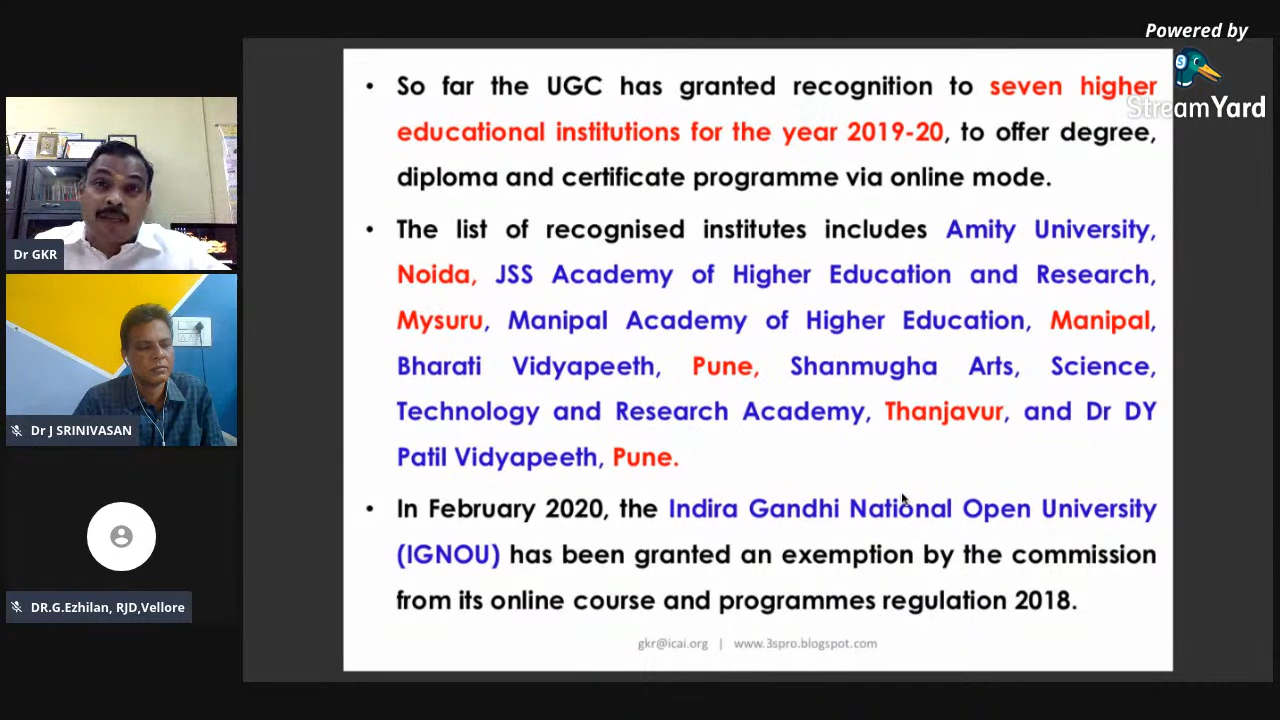 Powered by
StreamYard
• So far the UGC has granted recognition to seven higher
educational institutions for the year 2019-20, to offer degree,
diploma and certificate programme via online mode.
• The list of recognised institutes includes Amity University,
Noida, JSS Academy of Higher Education and Research,
Mysuru, Manipal Academy of Higher Education, Manipal,
Bharati Vidyapeeth, Pune, Shanmugha Arts, Science,
Technology and Research Academy, Thanjavur, and Dr DY
Patil Vidyapeeth, Pune.
• In February 2020, the Indira Gandhi National Open University
(IGNOU) has been granted an exemption by the commission
from its online course and programmes regulation 2018.
gkr@icai.org | www.3spro.blogspot.com
Dr GKR
Dr J SRINIVASAN
DR.G.Ezhilan, RJD,Vellore